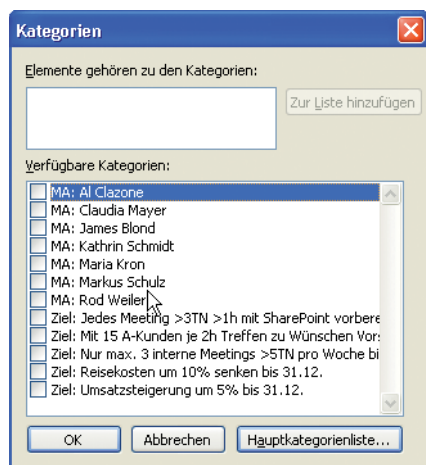 Kategorien
Elemente gehören zu den Kategorien:
Zur Liste hinzufügen
Verfügbare Kategorien:
MA: Al Clazone
MA: Claudia Mayer
MA: James Blond
MA: Kathrin Schmidt
MA: Maria Kron
MA: Markus Schulz
MA: Rod Weiler
Ziel: Jedes Meeting >3TN >1h mit SharePoint vorbere
Ziel: Mit 15 A-Kunden je 2h Treffen zu Wünschen Vor
Ziel: Nur max. 3 interne Meetings >5TN pro Woche bi
Ziel: Reisekosten um 10% senken bis 31.12.
Ziel: Umsatzsteigerung um 5% bis 31.12.
OK Abbrechen Hauptkategorienliste...